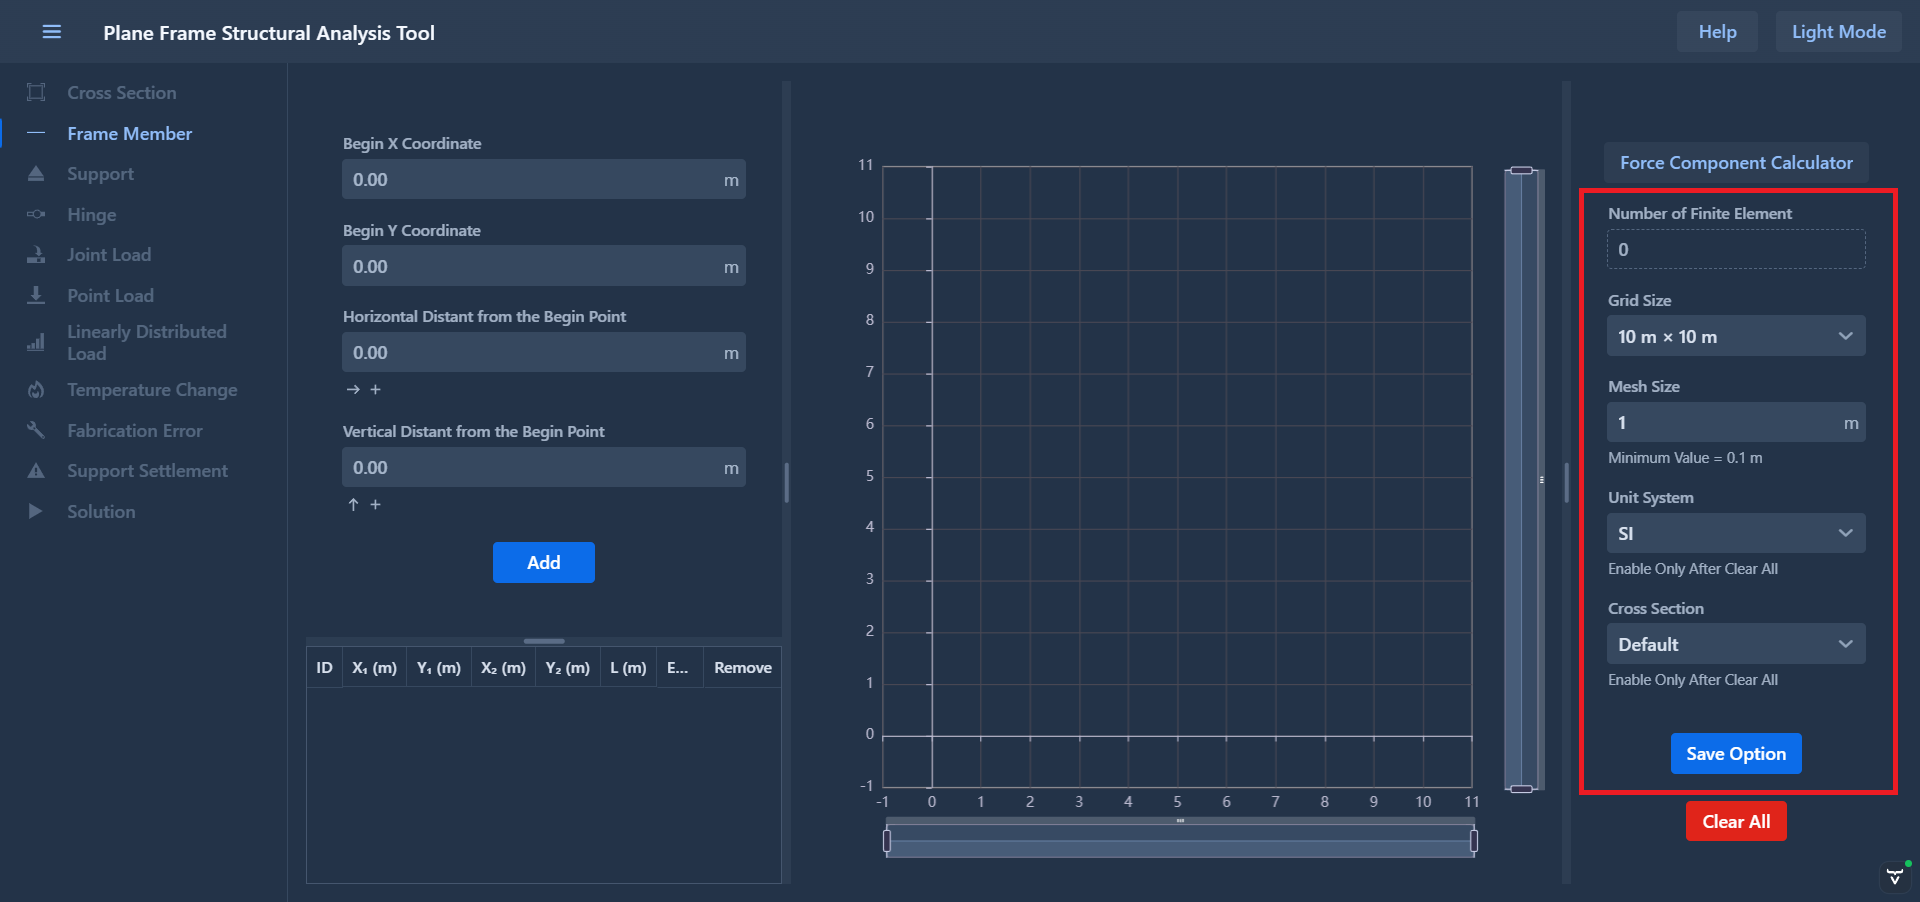 Plane Frame Structural Analysis Tool
Help
Light Mode
Cross Section
Frame Member
Support
Hinge
Joint Load
Point Load
Linearly Distributed
Load
Temperature Change
Fabrication Error
Support Settlement
Solution
Begin X Coordinate
0.00 m
Begin Y Coordinate
0.00 m
Horizontal Distant from the Begin Point
0.00 m
→ +
Vertical Distant from the Begin Point
0.00 m
↑ +
Add
ID X₁ (m) Y₁ (m) X₂ (m) Y₂ (m) L (m) E... Remove
11
10
9
8
7
6
5
4
3
2
1
0
-1
-1 0 1 2 3 4 5 6 7 8 9 10 11
Force Component Calculator
Number of Finite Element
0
Grid Size
10 m × 10 m
Mesh Size
1 m
Minimum Value = 0.1 m
Unit System
SI
Enable Only After Clear All
Cross Section
Default
Enable Only After Clear All
Save Option
Clear All